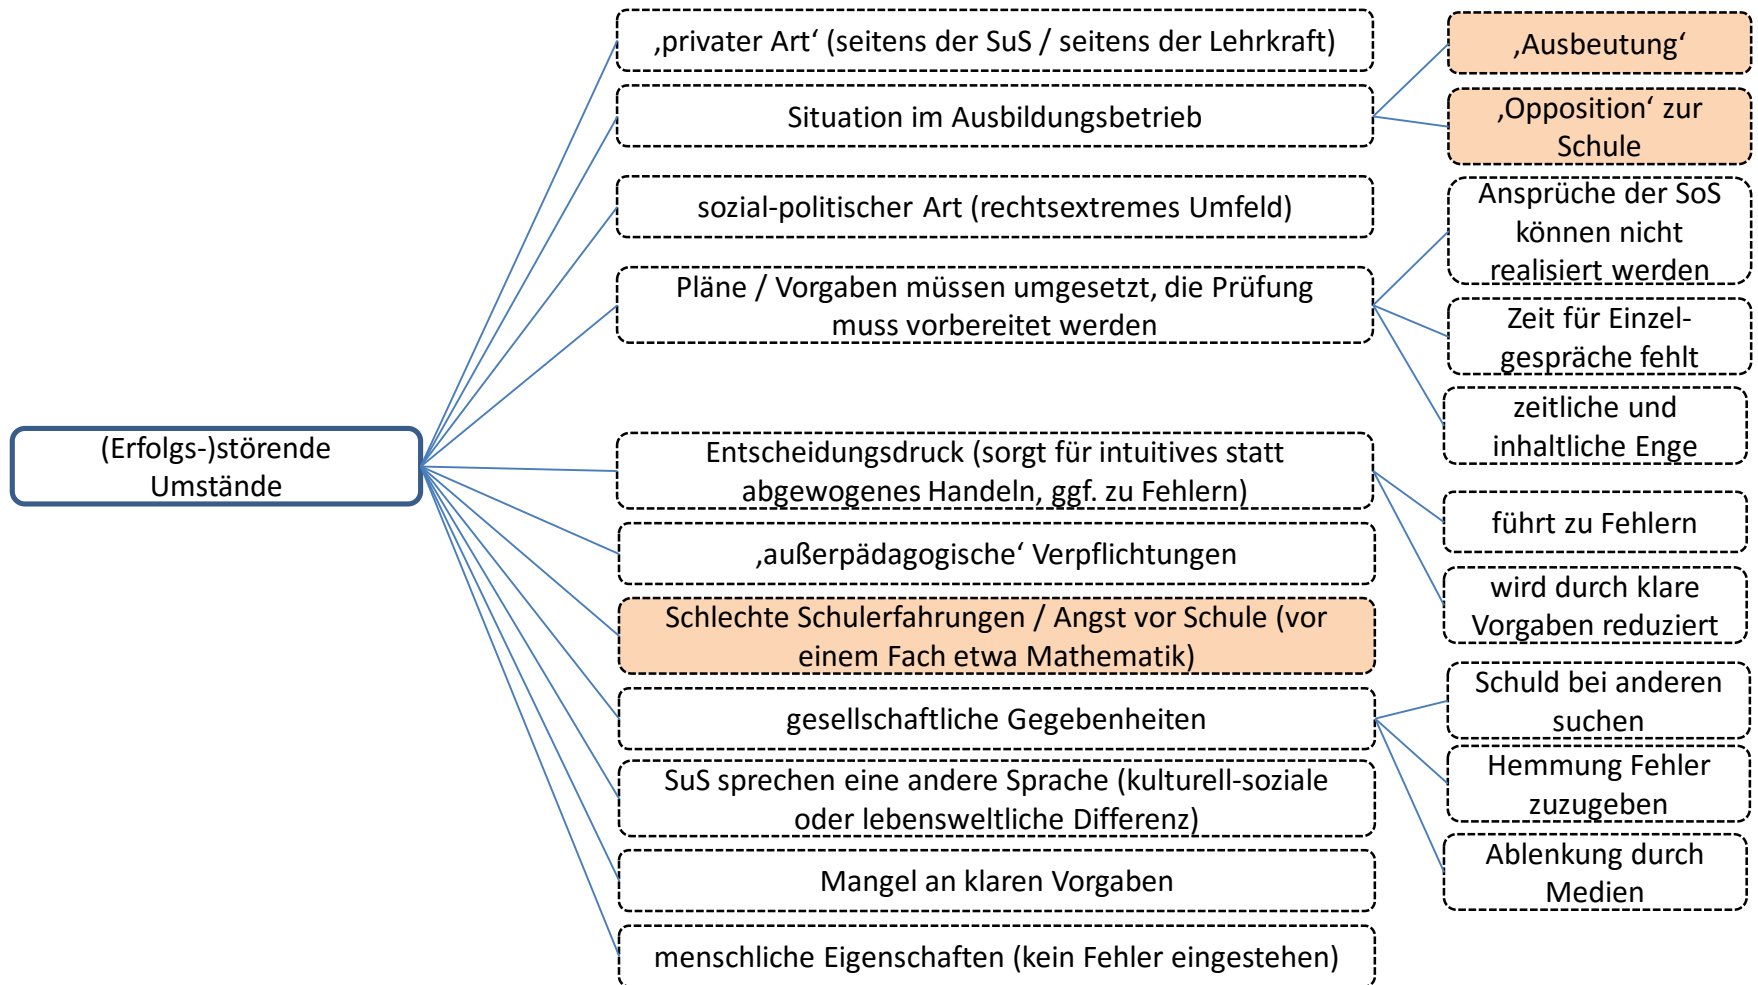 (Erfolgs-)störende
Umstände
‚privater Art‘ (seitens der SuS / seitens der Lehrkraft)
Situation im Ausbildungsbetrieb
‚Ausbeutung‘
‚Opposition‘ zur
Schule
sozial-politischer Art (rechtsextremes Umfeld)
Pläne / Vorgaben müssen umgesetzt, die Prüfung
muss vorbereitet werden
Ansprüche der SoS
können nicht
realisiert werden
Zeit für Einzel-
gespräche fehlt
zeitliche und
inhaltliche Enge
Entscheidungsdruck (sorgt für intuitives statt
abgewogenes Handeln, ggf. zu Fehlern)
führt zu Fehlern
wird durch klare
Vorgaben reduziert
‚außerpädagogische‘ Verpflichtungen
Schlechte Schulerfahrungen / Angst vor Schule (vor
einem Fach etwa Mathematik)
gesellschaftliche Gegebenheiten
Schuld bei anderen
suchen
Hemmung Fehler
zuzugeben
Ablenkung durch
Medien
SuS sprechen eine andere Sprache (kulturell-soziale
oder lebensweltliche Differenz)
Mangel an klaren Vorgaben
menschliche Eigenschaften (kein Fehler eingestehen)